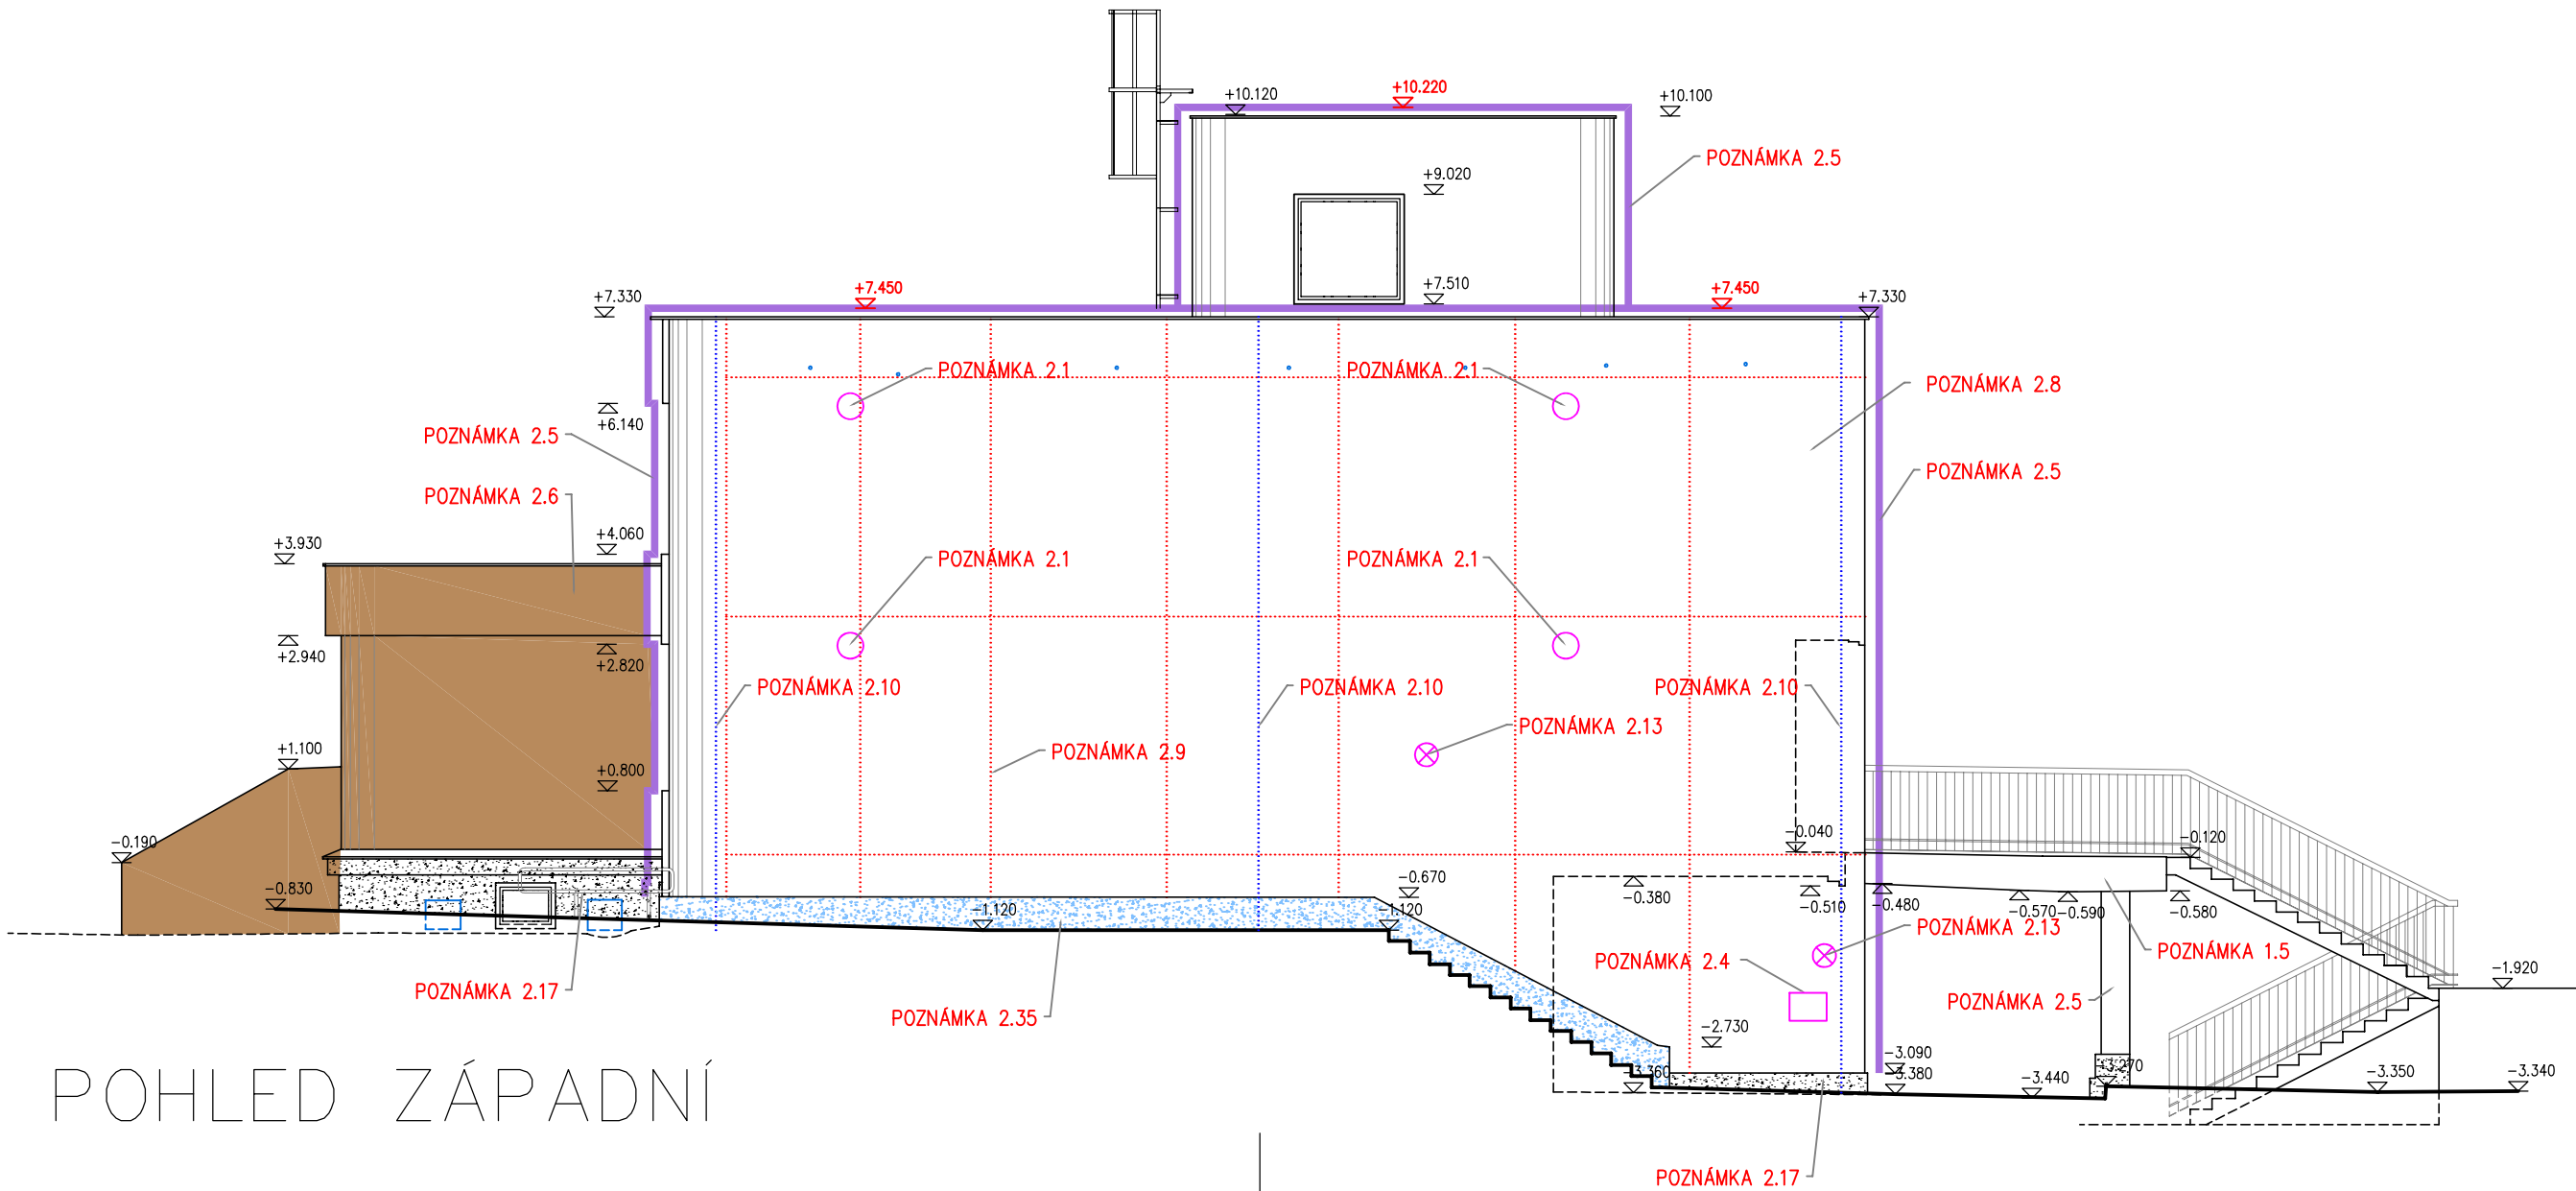 +10.120
+10.220
+10.100
POZNÁMKA 2.5
+9.020
+7.510
+7.330
+7.450
+7.450
+7.330
POZNÁMKA 2.1
POZNÁMKA 2.1
POZNÁMKA 2.8
+6.140
POZNÁMKA 2.5
POZNÁMKA 2.5
POZNÁMKA 2.6
+4.060
+3.930
POZNÁMKA 2.1
POZNÁMKA 2.1
+2.940
+2.820
POZNÁMKA 2.10
POZNÁMKA 2.10
POZNÁMKA 2.10
POZNÁMKA 2.13
+1.100
POZNÁMKA 2.9
+0.800
-0.190
-0.040
-0.120
-0.830
-0.670
-0.380
-0.510
-0.480
-0.570
-0.590
-0.580
-1.120
-1.120
POZNÁMKA 2.13
POZNÁMKA 1.5
POZNÁMKA 2.4
-1.920
POZNÁMKA 2.17
POZNÁMKA 2.35
POZNÁMKA 2.5
-2.730
-3.090
-3.360
-3.380
-3.270
-3.440
-3.350
-3.340
POHLED ZÁPADNÍ
POZNÁMKA 2.17